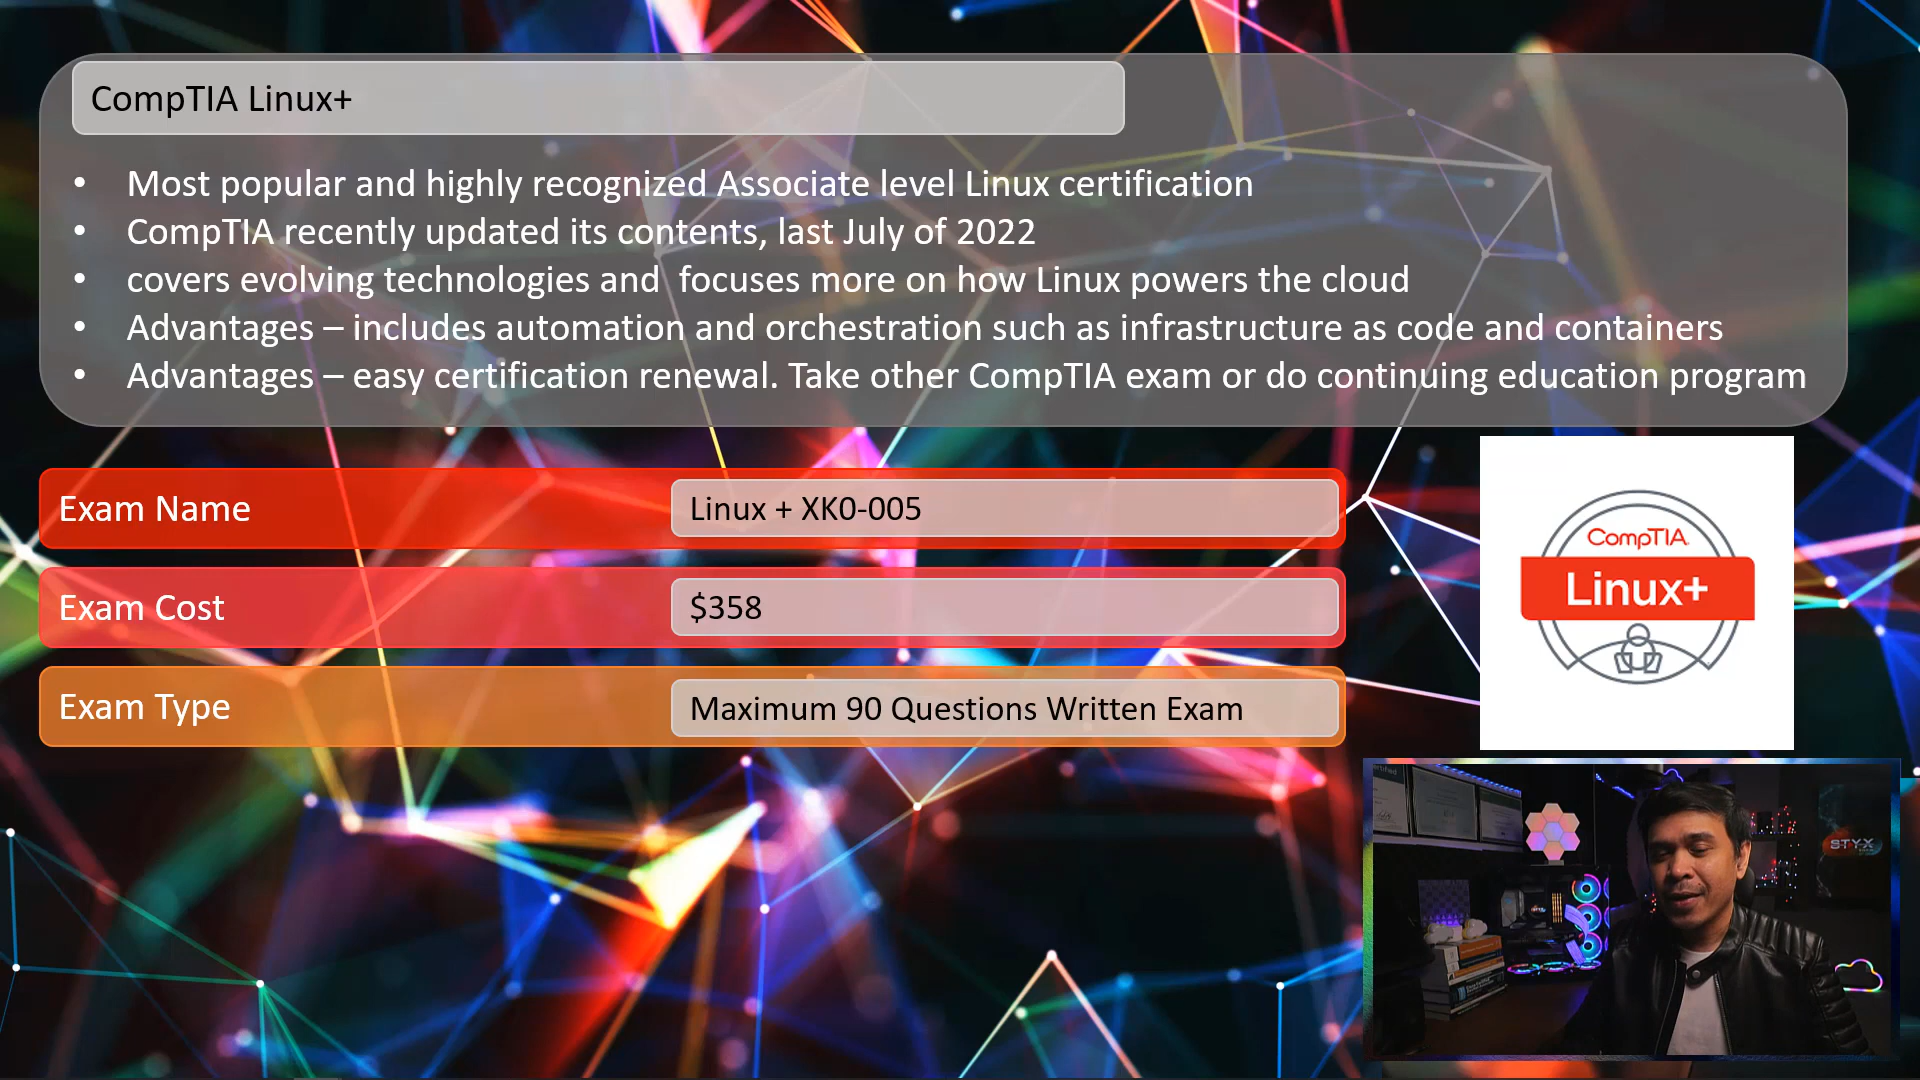 CompTIA Linux+
• Most popular and highly recognized Associate level Linux certification
• CompTIA recently updated its contents, last July of 2022
• covers evolving technologies and  focuses more on how Linux powers the cloud
• Advantages – includes automation and orchestration such as infrastructure as code and containers
• Advantages – easy certification renewal. Take other CompTIA exam or do continuing education program
Exam Name
Linux + XK0-005
Exam Cost
$358
Exam Type
Maximum 90 Questions Written Exam
CompTIA.
Linux+
STYX